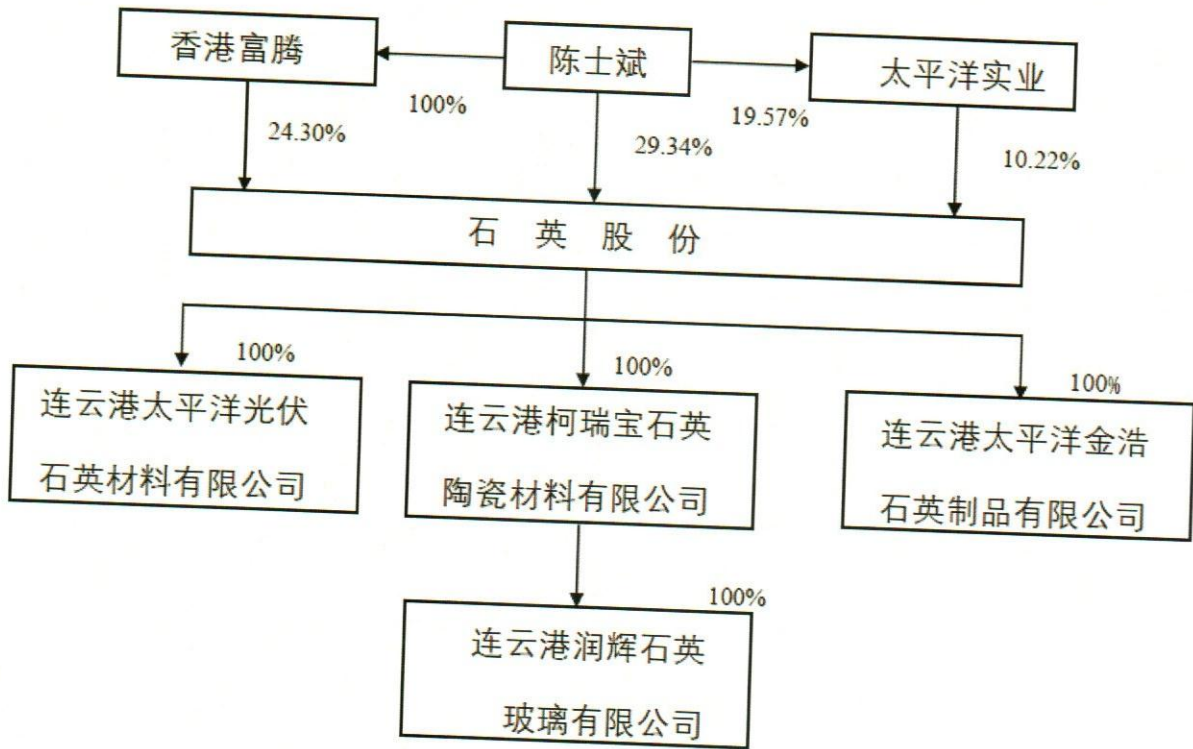 香港富腾
陈士斌
太平洋实业
100%
19.57%
24.30%
29.34%
10.22%
石英股份
100%
100%
100%
连云港太平洋光伏
石英材料有限公司
连云港柯瑞宝石英
陶瓷材料有限公司
连云港太平洋金浩
石英制品有限公司
100%
连云港润辉石英
玻璃有限公司